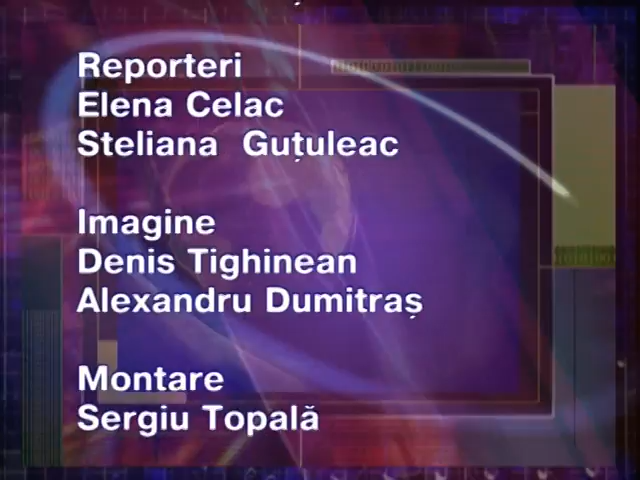 Reporteri
Elena Celac
Steliana Guțuleac
Imagine
Denis Tighinean
Alexandru Dumitraș
Montare
Sergiu Topală